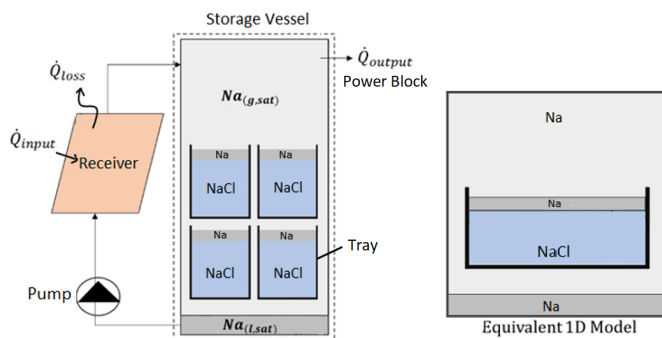 Storage Vessel
Q̇loss
Q̇output
Power Block
Na(g,sat)
Q̇input
Receiver
Na
Na
NaCl
NaCl
Na
Na
NaCl
NaCl
Tray
Pump
Na(l,sat)
Na
Na
NaCl
Na
Equivalent 1D Model